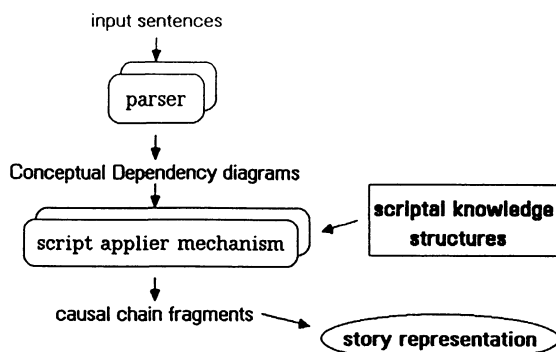 input sentences
parser
Conceptual Dependency diagrams
script applier mechanism
scriptal knowledge
structures
causal chain fragments
story representation